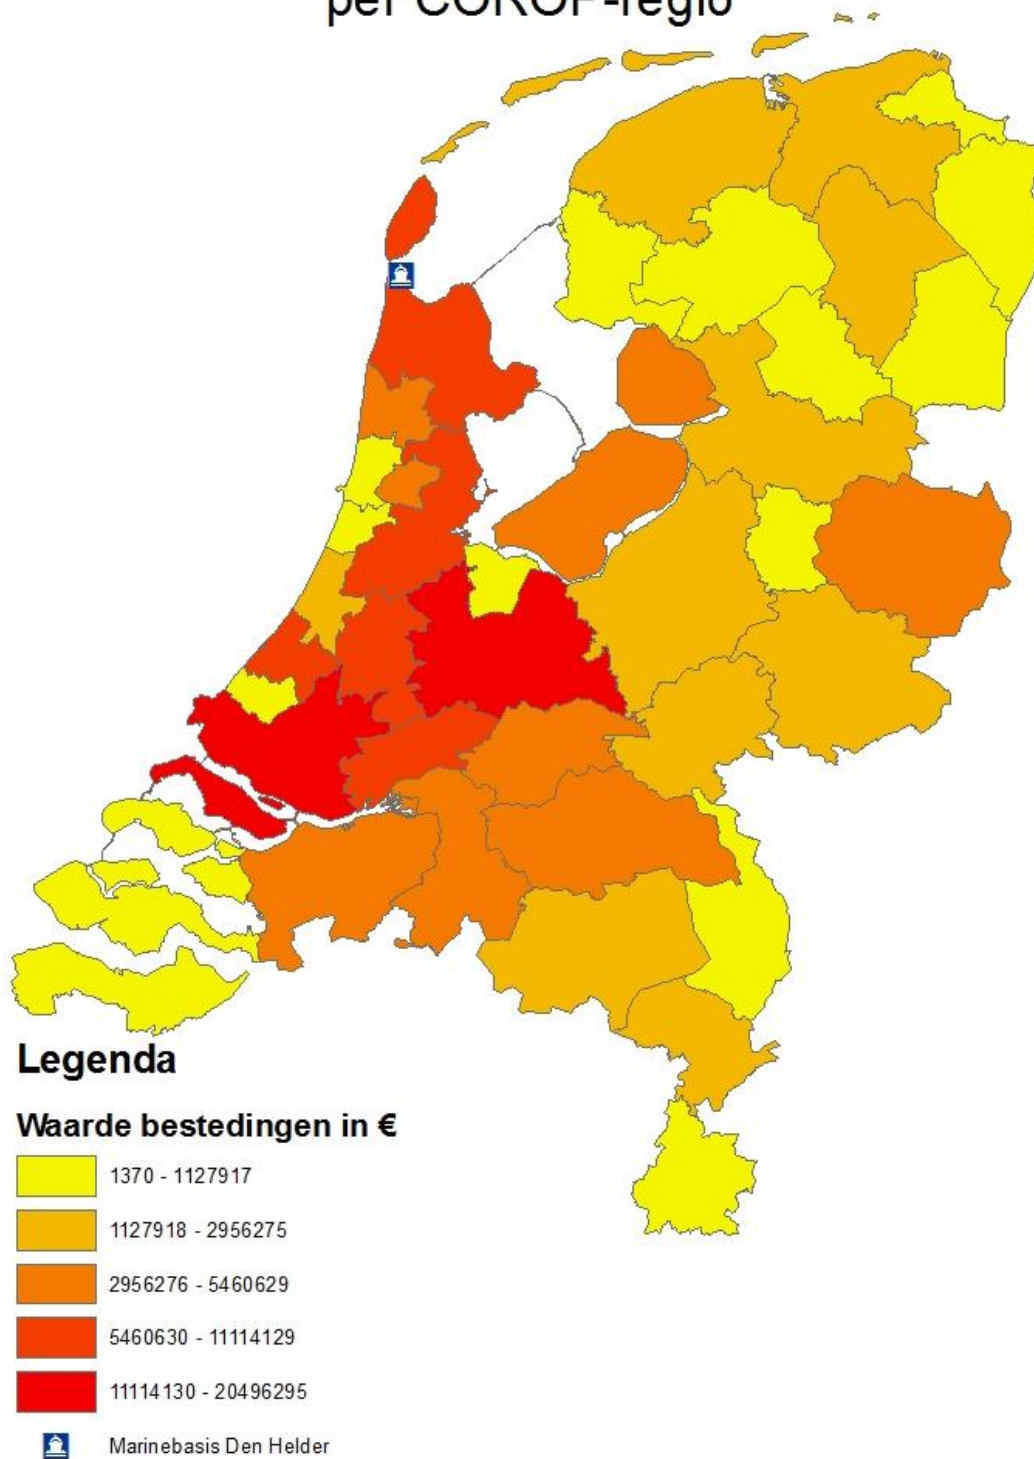 per COROP-regio
Legenda
Waarde bestedingen in €
1370 - 1127917
1127918 - 2956275
2956276 - 5460629
5460630 - 11114129
11114130 - 20496295
Marinebasis Den Helder